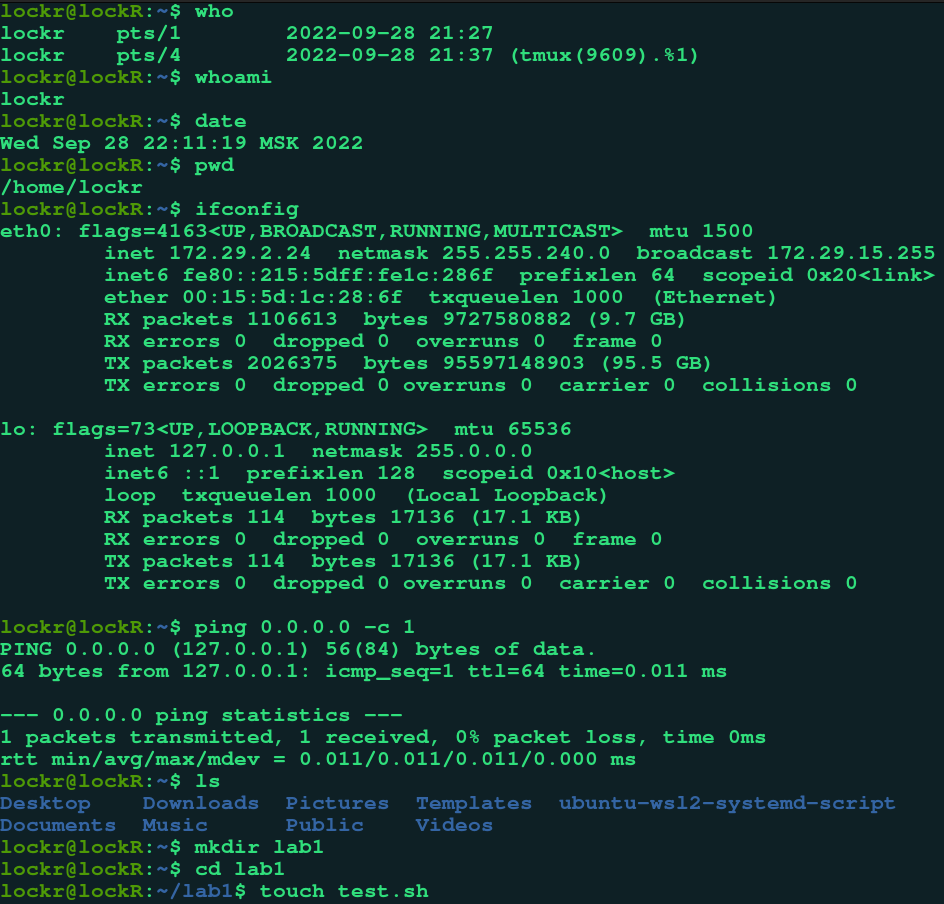 lockr@lockR:~$ who
lockr    pts/1        2022-09-28 21:27
lockr    pts/4        2022-09-28 21:37 (tmux(9609).%1)
lockr@lockR:~$ whoami
lockr
lockr@lockR:~$ date
Wed Sep 28 22:11:19 MSK 2022
lockr@lockR:~$ pwd
/home/lockr
lockr@lockR:~$ ifconfig
eth0: flags=4163<UP,BROADCAST,RUNNING,MULTICAST>  mtu 1500
        inet 172.29.2.24  netmask 255.255.240.0  broadcast 172.29.15.255
        inet6 fe80::215:5dff:fe1c:286f  prefixlen 64  scopeid 0x20<link>
        ether 00:15:5d:1c:28:6f  txqueuelen 1000  (Ethernet)
        RX packets 1106613  bytes 9727580882 (9.7 GB)
        RX errors 0  dropped 0  overruns 0  frame 0
        TX packets 2026375  bytes 95597148903 (95.5 GB)
        TX errors 0  dropped 0 overruns 0  carrier 0  collisions 0

lo: flags=73<UP,LOOPBACK,RUNNING>  mtu 65536
        inet 127.0.0.1  netmask 255.0.0.0
        inet6 ::1  prefixlen 128  scopeid 0x10<host>
        loop  txqueuelen 1000  (Local Loopback)
        RX packets 114  bytes 17136 (17.1 KB)
        RX errors 0  dropped 0  overruns 0  frame 0
        TX packets 114  bytes 17136 (17.1 KB)
        TX errors 0  dropped 0 overruns 0  carrier 0  collisions 0

lockr@lockR:~$ ping 0.0.0.0 -c 1
PING 0.0.0.0 (127.0.0.1) 56(84) bytes of data.
64 bytes from 127.0.0.1: icmp_seq=1 ttl=64 time=0.011 ms

--- 0.0.0.0 ping statistics ---
1 packets transmitted, 1 received, 0% packet loss, time 0ms
rtt min/avg/max/mdev = 0.011/0.011/0.011/0.000 ms
lockr@lockR:~$ ls
Desktop    Downloads  Pictures  Templates  ubuntu-wsl2-systemd-script
Documents  Music      Public    Videos
lockr@lockR:~$ mkdir lab1
lockr@lockR:~$ cd lab1
lockr@lockR:~/lab1$ touch test.sh